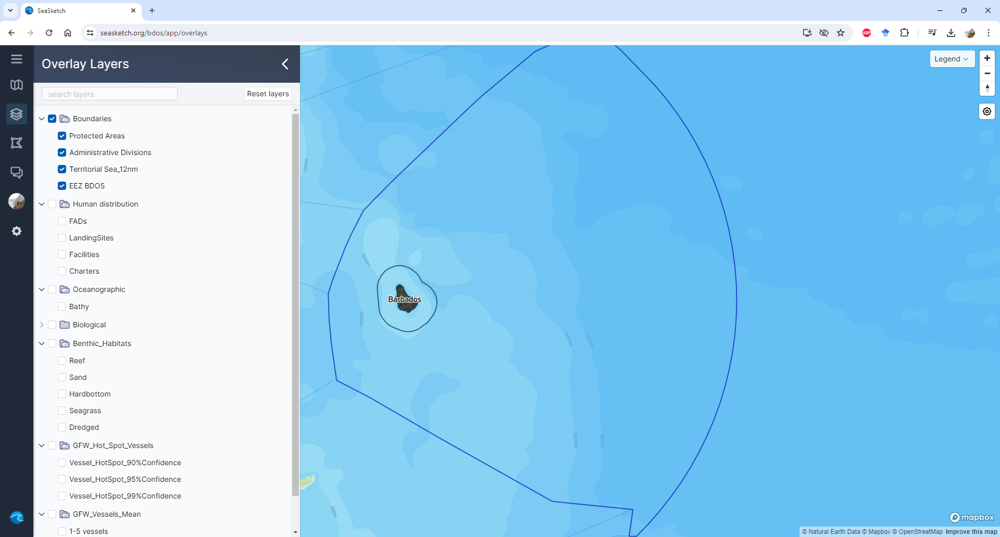 SeaSketch
seasketch.org/bdos/app/overlays
ABP
Overlay Layers
search layers
Reset layers
Boundaries
Protected Areas
Administrative Divisions
Territorial Sea_12nm
EEZ BDOS
Human distribution
FADs
LandingSites
Facilities
Charters
Oceanographic
Bathy
Biological
Benthic_Habitats
Reef
Sand
Hardbottom
Seagrass
Dredged
GFW_Hot_Spot_Vessels
Vessel_HotSpot_90%Confidence
Vessel_HotSpot_95%Confidence
Vessel_HotSpot_99%Confidence
GFW_Vessels_Mean
1-5 vessels
Legend
1000m
1000m
Barbados
2000m
3000m
4000m
3000m
4000m
200m
mapbox
© Natural Earth Data © Mapbox © OpenStreetMap Improve this map